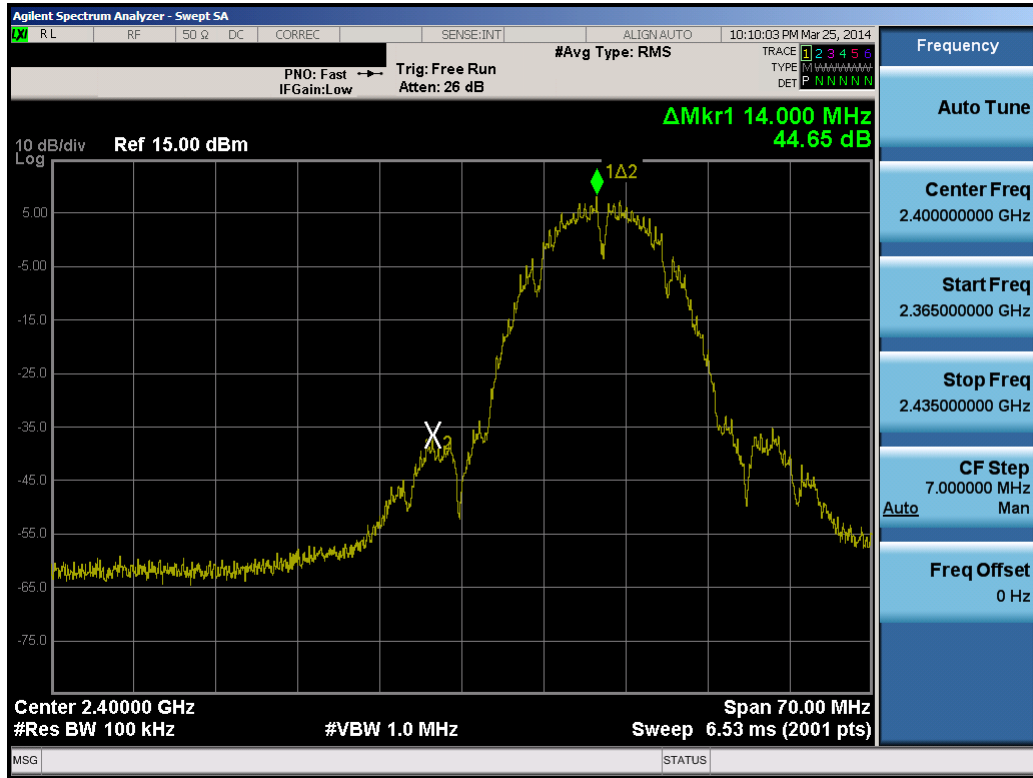 Agilent Spectrum Analyzer - Swept SA
LXI RL RF 50 Ω DC CORREC SENSE:INT ALIGN AUTO 10:10:03 PM Mar 25, 2014
PNO: Fast Trig: Free Run #Avg Type: RMS TRACE 1 2 3 4 5 6
IFGain:Low Atten: 26 dB TYPE M W W W W W
DET P N N N N N
ΔMkr1 14.000 MHz
44.65 dB
10 dB/div Ref 15.00 dBm
Log
1Δ2
5.00
-5.00
-15.0
-25.0
-35.0
X2
-45.0
-55.0
-65.0
-75.0
Center 2.40000 GHz Span 70.00 MHz
#Res BW 100 kHz #VBW 1.0 MHz Sweep 6.53 ms (2001 pts)
MSG STATUS
Frequency
Auto Tune
Center Freq
2.400000000 GHz
Start Freq
2.365000000 GHz
Stop Freq
2.435000000 GHz
CF Step
7.000000 MHz
Auto Man
Freq Offset
0 Hz